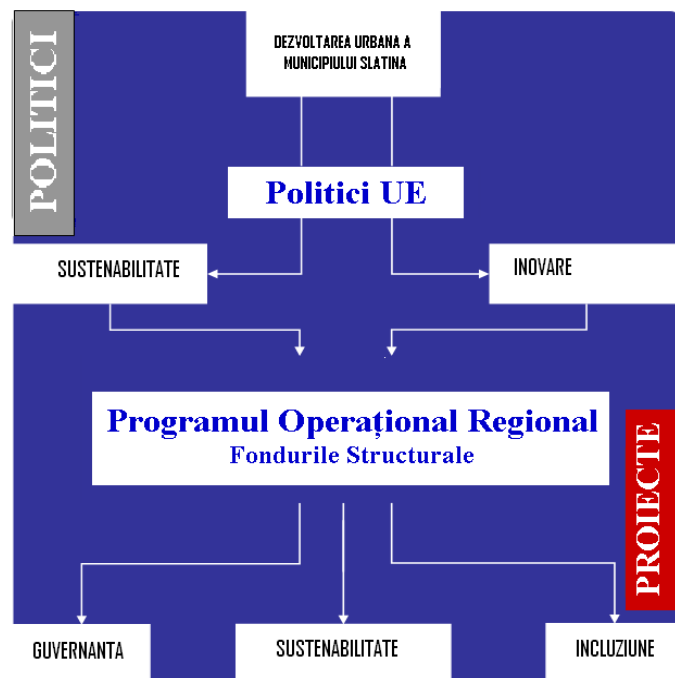 DEZVOLTAREA URBANA A
MUNICIPIULUI SLATINA
POLITICI
Politici UE
SUSTENABILITATE
INOVARE
Programul Operațional Regional
Fondurile Structurale
PROIECTE
GUVERNANTA
SUSTENABILITATE
INCLUZIUNE